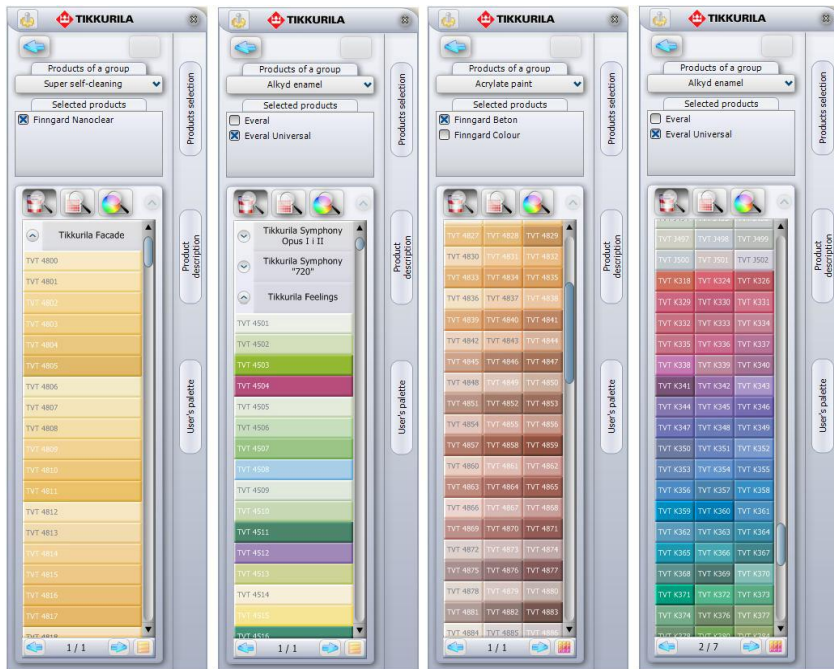 TIKKURILA
Products of a group
Super self-cleaning
Selected products
Finngard Nanoclear
Products selection
Product description
User's palette
Tikkurila Facade
TVT 4800
TVT 4801
TVT 4802
TVT 4803
TVT 4804
TVT 4805
TVT 4806
TVT 4807
TVT 4808
TVT 4809
TVT 4810
TVT 4811
TVT 4812
TVT 4813
TVT 4814
TVT 4815
TVT 4816
TVT 4817
TVT 4818
1 / 1
TIKKURILA
Products of a group
Alkyd enamel
Selected products
Everal
Everal Universal
Products selection
Product description
User's palette
Tikkurila Symphony
Opus I i II
Tikkurila Symphony
"720"
Tikkurila Feelings
TVT 4501
TVT 4502
TVT 4503
TVT 4504
TVT 4505
TVT 4506
TVT 4507
TVT 4508
TVT 4509
TVT 4510
TVT 4511
TVT 4512
TVT 4513
TVT 4514
TVT 4515
TVT 4516
1 / 1
TIKKURILA
Products of a group
Acrylate paint
Selected products
Finngard Beton
Finngard Colour
Products selection
Product description
User's palette
TVT 4827 TVT 4828 TVT 4829
TVT 4830 TVT 4831 TVT 4832
TVT 4833 TVT 4834 TVT 4835
TVT 4836 TVT 4837 TVT 4838
TVT 4839 TVT 4840 TVT 4841
TVT 4842 TVT 4843 TVT 4844
TVT 4845 TVT 4846 TVT 4847
TVT 4848 TVT 4849 TVT 4850
TVT 4851 TVT 4852 TVT 4853
TVT 4854 TVT 4855 TVT 4856
TVT 4857 TVT 4858 TVT 4859
TVT 4860 TVT 4861 TVT 4862
TVT 4863 TVT 4864 TVT 4865
TVT 4866 TVT 4867 TVT 4868
TVT 4869 TVT 4870 TVT 4871
TVT 4872 TVT 4873 TVT 4874
TVT 4875 TVT 4876 TVT 4877
TVT 4878 TVT 4879 TVT 4880
TVT 4881 TVT 4882 TVT 4883
TVT 4884 TVT 4885 TVT 4886
1 / 1
TIKKURILA
Products of a group
Alkyd enamel
Selected products
Everal
Everal Universal
Products selection
Product description
User's palette
TVT J497 TVT J498 TVT J499
TVT J500 TVT J501 TVT J502
TVT K318 TVT K324 TVT K326
TVT K329 TVT K330 TVT K331
TVT K332 TVT K333 TVT K334
TVT K335 TVT K336 TVT K337
TVT K338 TVT K339 TVT K340
TVT K341 TVT K342 TVT K343
TVT K344 TVT K345 TVT K346
TVT K347 TVT K348 TVT K349
TVT K350 TVT K351 TVT K352
TVT K353 TVT K354 TVT K355
TVT K356 TVT K357 TVT K358
TVT K359 TVT K360 TVT K361
TVT K362 TVT K363 TVT K364
TVT K365 TVT K366 TVT K367
TVT K368 TVT K369 TVT K370
TVT K371 TVT K372 TVT K373
TVT K374 TVT K376 TVT K377
2 / 7